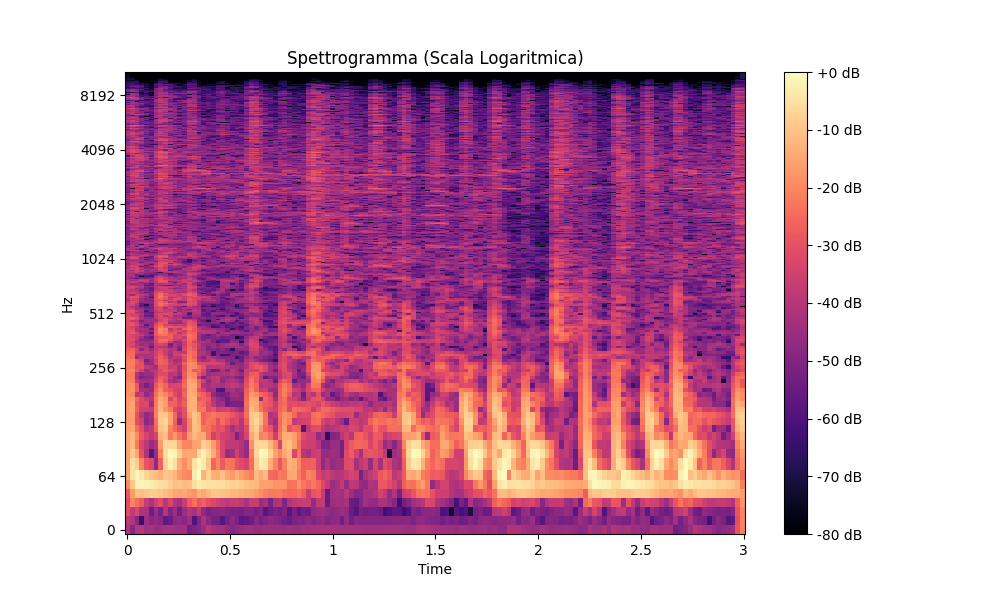 Spettrogramma (Scala Logaritmica)
Hz
8192
4096
2048
1024
512
256
128
64
0
0 0.5 1 1.5 2 2.5 3
Time
+0 dB
-10 dB
-20 dB
-30 dB
-40 dB
-50 dB
-60 dB
-70 dB
-80 dB